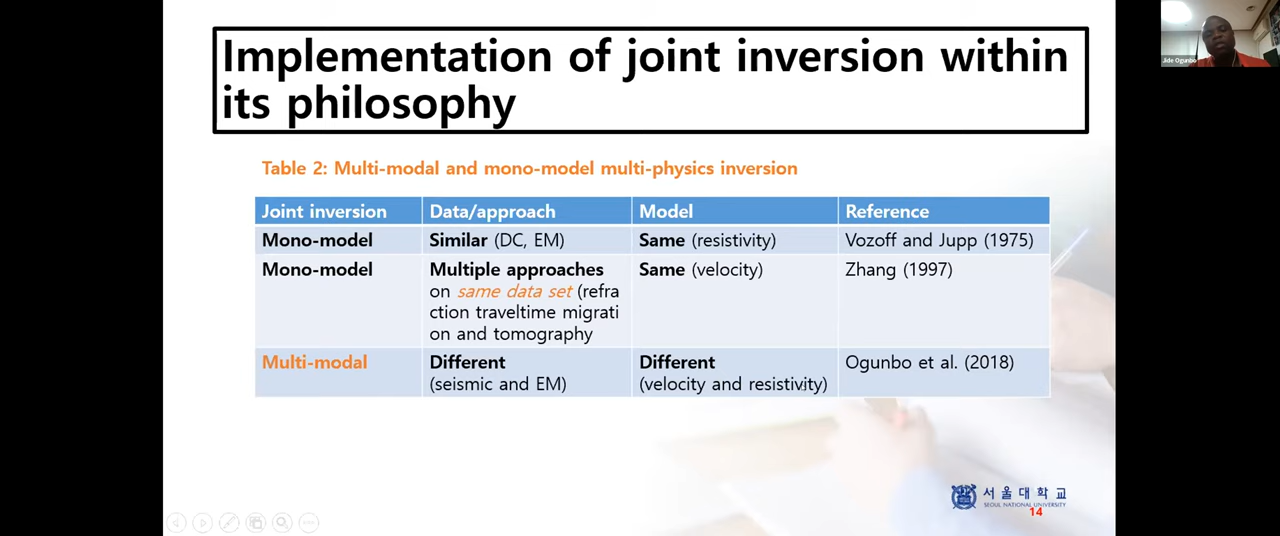 Implementation of joint inversion within
its philosophy
Table 2: Multi-modal and mono-model multi-physics inversion
Joint inversion Data/approach Model Reference
Mono-model Similar (DC, EM) Same (resistivity) Vozoff and Jupp (1975)
Mono-model Multiple approaches Same (velocity) Zhang (1997)
on same data set (refra
ction traveltime migrati
on and tomography
Multi-modal Different Different Ogunbo et al. (2018)
(seismic and EM) (velocity and resistivity)
서울대학교
SEOUL NATIONAL UNIVERSITY
14
Jide Ogunbo